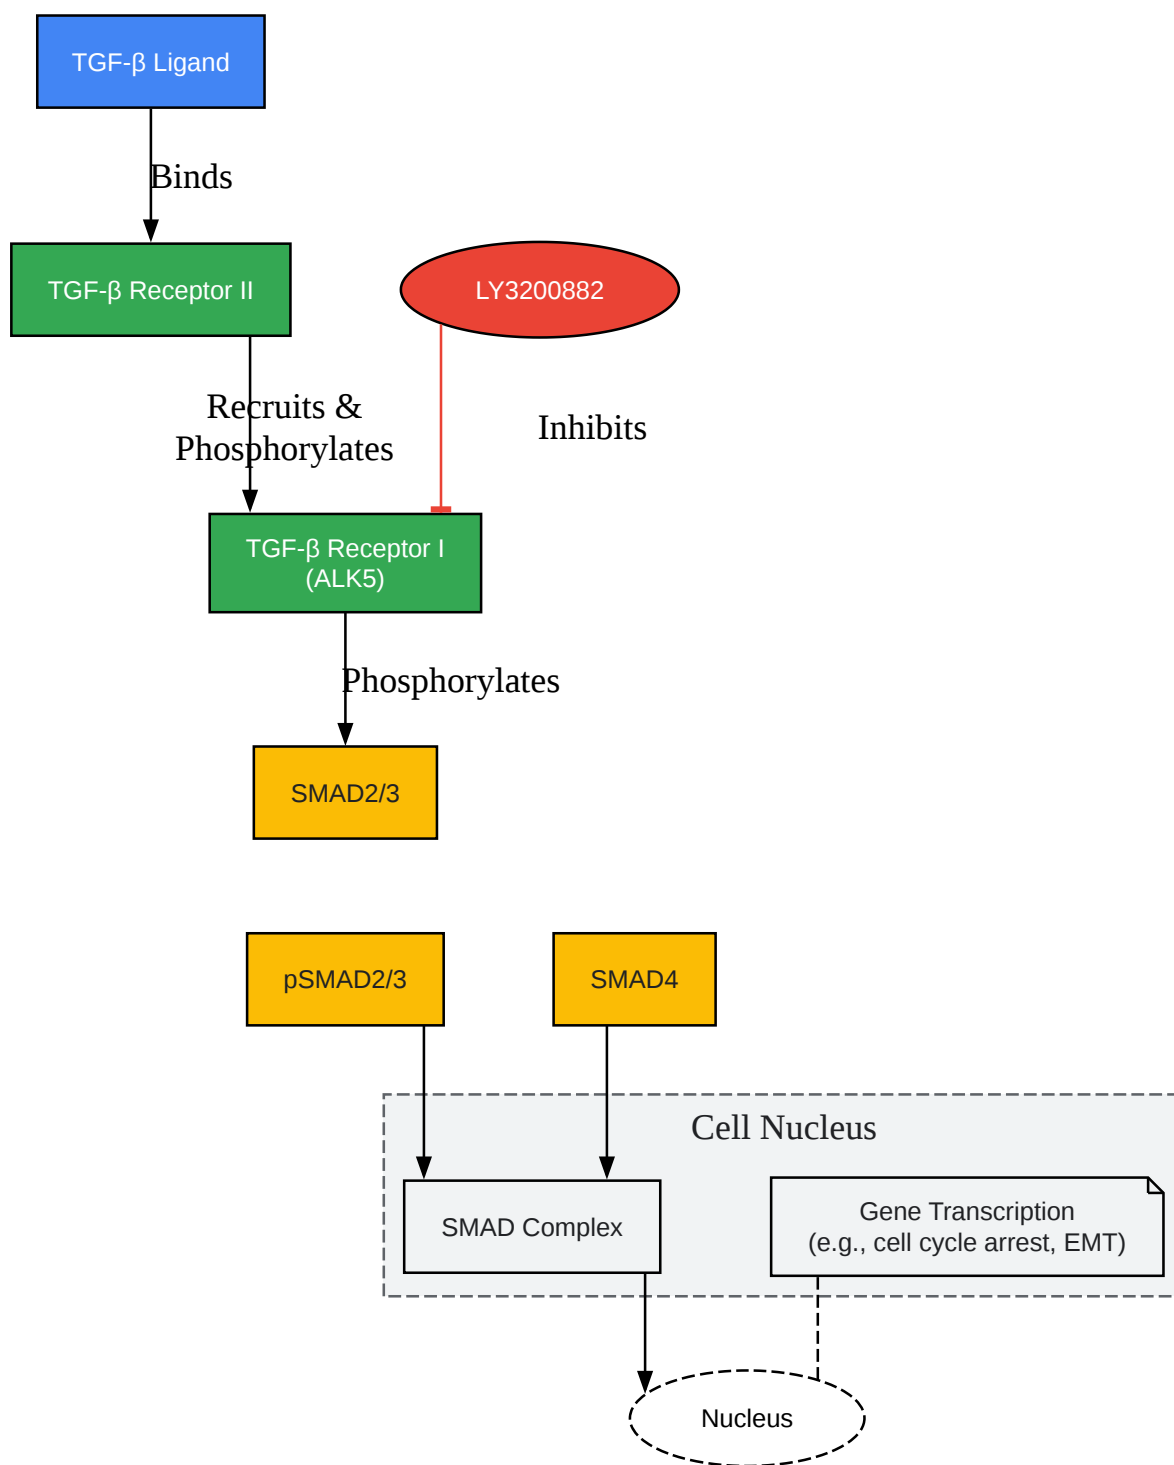 TGF-β Ligand
Binds
TGF-β Receptor II
LY3200882
Recruits &
Phosphorylates
Inhibits
TGF-β Receptor I
(ALK5)
Phosphorylates
SMAD2/3
pSMAD2/3
SMAD4
Cell Nucleus
SMAD Complex
Gene Transcription
(e.g., cell cycle arrest, EMT)
Nucleus